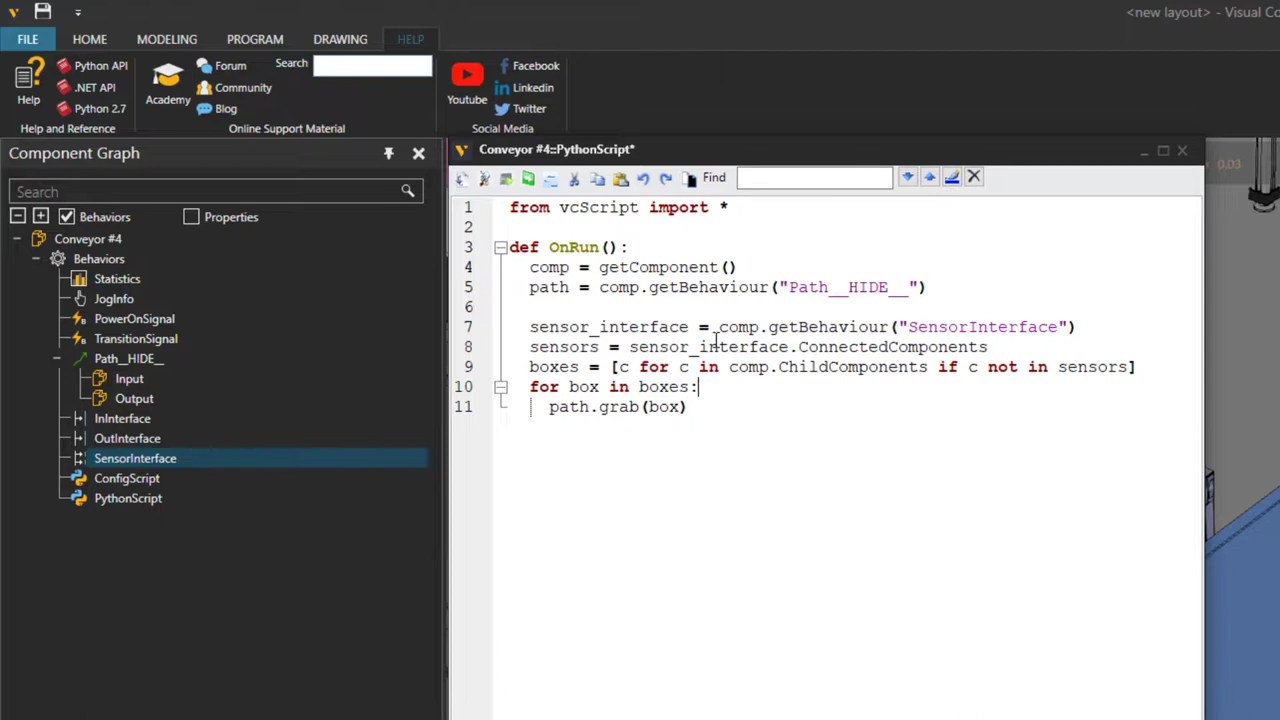 <new layout> - Visual Co
FILE HOME MODELING PROGRAM DRAWING HELP
Help
Python API
.NET API
Python 2.7
Help and Reference
Academy
Forum
Community
Blog
Search
Online Support Material
Youtube
Facebook
Linkedin
Twitter
Social Media
Component Graph
Search
Behaviors Properties
Conveyor #4
Behaviors
Statistics
JogInfo
PowerOnSignal
TransitionSignal
Path__HIDE__
Input
Output
InInterface
OutInterface
SensorInterface
ConfigScript
PythonScript
Conveyor #4::PythonScript*
Find
1 from vcScript import *
2
3 def OnRun():
4 comp = getComponent()
5 path = comp.getBehaviour("Path__HIDE__")
6
7 sensor_interface = comp.getBehaviour("SensorInterface")
8 sensors = sensor_interface.ConnectedComponents
9 boxes = [c for c in comp.ChildComponents if c not in sensors]
10 for box in boxes:
11 path.grab(box)
0.03